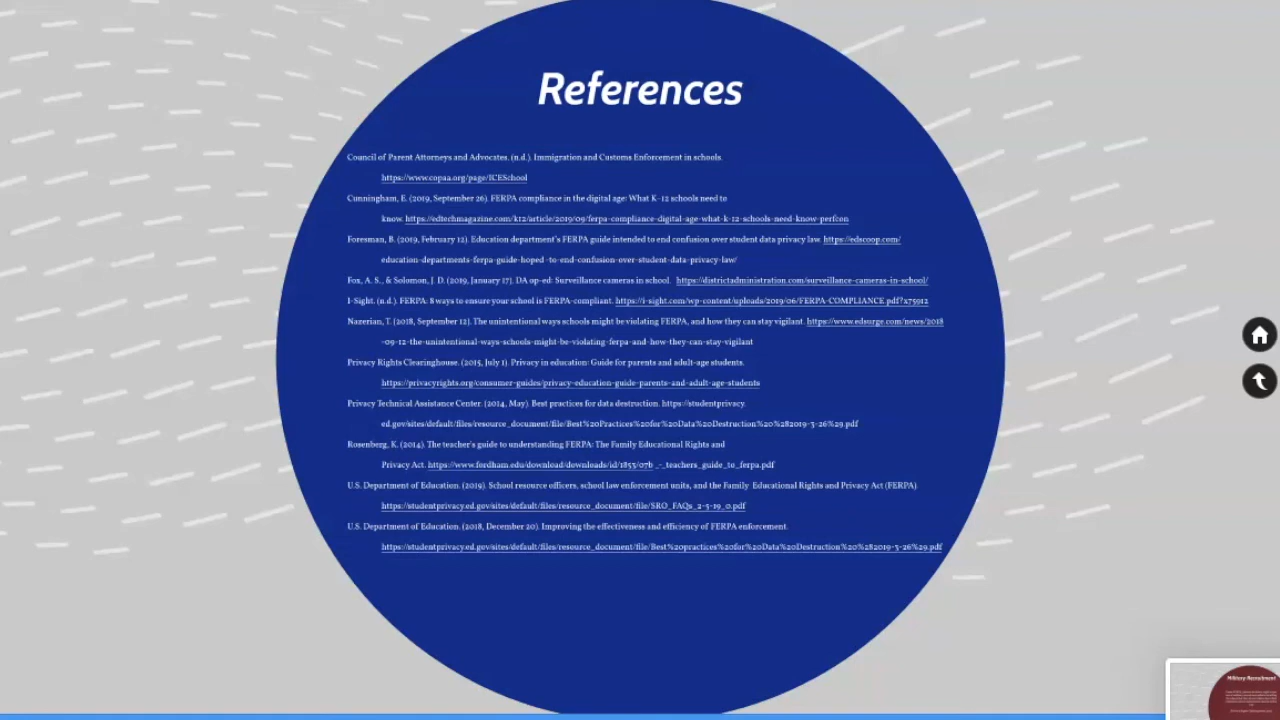 References
Council of Parent Attorneys and Advocates. (n.d.). Immigration and Customs Enforcement in schools.
https://www.copaa.org/page/ICESchool
Cunningham, E. (2019, September 26). FERPA compliance in the digital age: What K-12 schools need to
know. https://edtechmagazine.com/k12/article/2019/09/ferpa-compliance-digital-age-what-k-12-schools-need-know-perfcon
Foresman, B. (2019, February 12). Education department's FERPA guide intended to end confusion over student data privacy law. https://edscoop.com/
education-departments-ferpa-guide-hoped -to-end-confusion-over-student-data-privacy-law/
Fox, A. S., & Solomon, J. D. (2019, January 17). DA op-ed: Surveillance cameras in school. https://districtadministration.com/surveillance-cameras-in-school/
I-Sight. (n.d.). FERPA: 8 ways to ensure your school is FERPA-compliant. https://i-sight.com/wp-content/uploads/2019/06/FERPA-COMPLIANCE.pdf?x75912
Nazerian, T. (2018, September 12). The unintentional ways schools might be violating FERPA, and how they can stay vigilant. https://www.edsurge.com/news/2018
-09-12-the-unintentional-ways-schools-might-be-violating-ferpa-and-how-they-can-stay-vigilant
Privacy Rights Clearinghouse. (2015, July 1). Privacy in education: Guide for parents and adult-age students.
https://privacyrights.org/consumer-guides/privacy-education-guide-parents-and-adult-age-students
Privacy Technical Assistance Center. (2014, May). Best practices for data destruction. https://studentprivacy.
ed.gov/sites/default/files/resource_document/file/Best%20Practices%20for%20Data%20Destruction%20%282019-3-26%29.pdf
Rosenberg, K. (2014). The teacher's guide to understanding FERPA: The Family Educational Rights and
Privacy Act. https://www.fordham.edu/download/downloads/id/1853/07b _-_teachers_guide_to_ferpa.pdf
U.S. Department of Education. (2019). School resource officers, school law enforcement units, and the Family Educational Rights and Privacy Act (FERPA).
https://studentprivacy.ed.gov/sites/default/files/resource_document/file/SRO_FAQs_2-5-19_0.pdf
U.S. Department of Education. (2018, December 20). Improving the effectiveness and efficiency of FERPA enforcement.
https://studentprivacy.ed.gov/sites/default/files/resource_document/file/Best%20practices%20for%20Data%20Destruction%20%282019-3-26%29.pdf
Military Recruitment